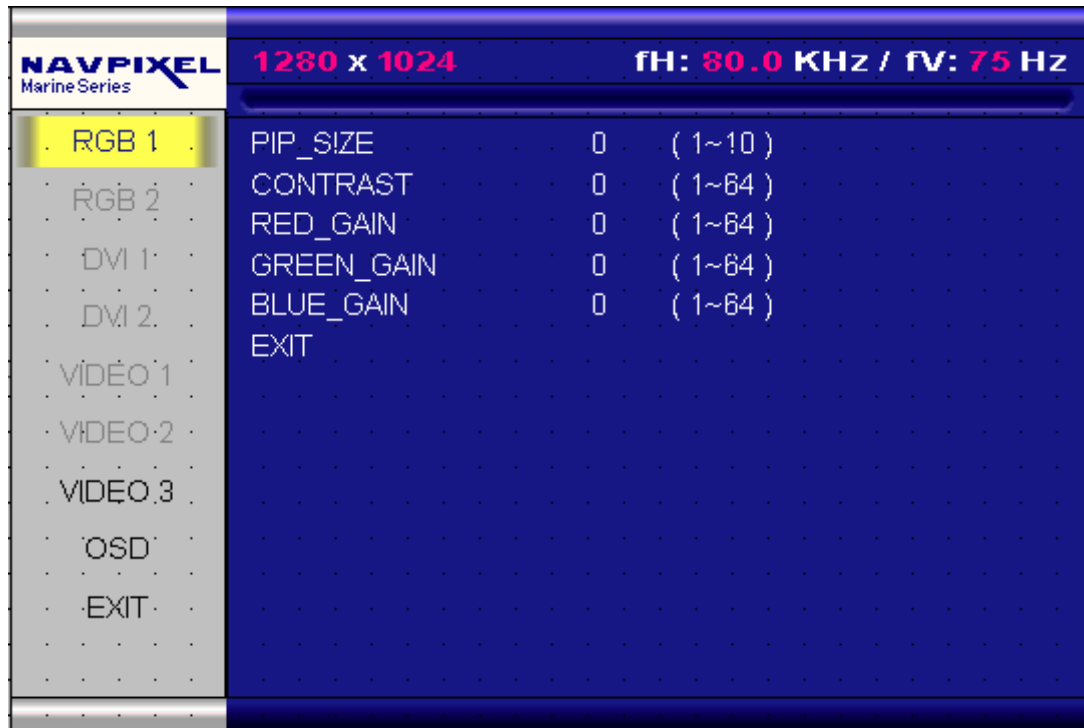 NAVPIXEL
Marine Series
1280 x 1024 fH: 80.0 KHz / fV: 75 Hz
RGB 1
RGB 2
DVI 1
DVI 2
VIDEO 1
VIDEO 2
VIDEO 3
OSD
EXIT
PIP_SIZE 0 ( 1~10 )
CONTRAST 0 ( 1~64 )
RED_GAIN 0 ( 1~64 )
GREEN_GAIN 0 ( 1~64 )
BLUE_GAIN 0 ( 1~64 )
EXIT